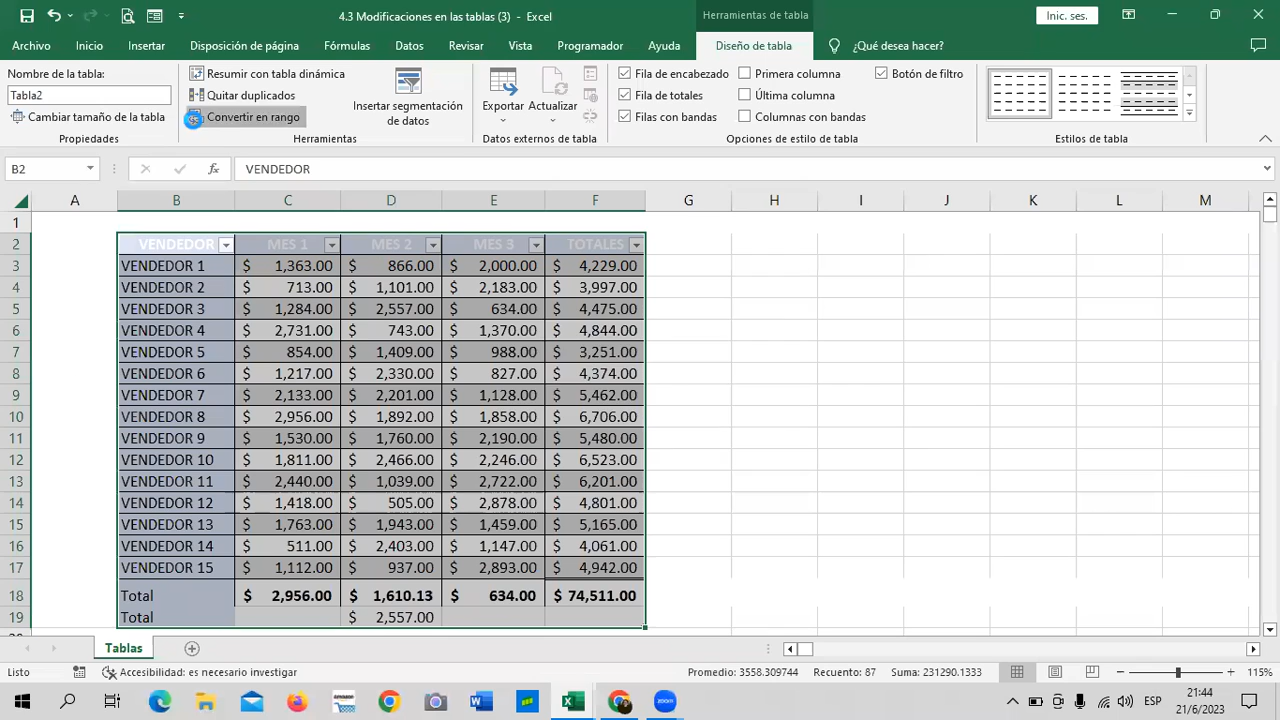 4.3 Modificaciones en las tablas (3) - Excel
Herramientas de tabla
Inic. ses.
Archivo Inicio Insertar Disposición de página Fórmulas Datos Revisar Vista Programador Ayuda Diseño de tabla ¿Qué desea hacer?
Nombre de la tabla:
Tabla2
Cambiar tamaño de la tabla
Propiedades
Resumir con tabla dinámica
Quitar duplicados
Convertir en rango
Herramientas
Insertar segmentación
de datos
Exportar Actualizar
Datos externos de tabla
Fila de encabezado Primera columna Botón de filtro
Fila de totales Última columna
Filas con bandas Columnas con bandas
Opciones de estilo de tabla
Estilos de tabla
B2 fx VENDEDOR
A B C D E F G H I J K L M
1
2 VENDEDOR MES 1 MES 2 MES 3 TOTALES
3 VENDEDOR 1 $ 1,363.00 $ 866.00 $ 2,000.00 $ 4,229.00
4 VENDEDOR 2 $ 713.00 $ 1,101.00 $ 2,183.00 $ 3,997.00
5 VENDEDOR 3 $ 1,284.00 $ 2,557.00 $ 634.00 $ 4,475.00
6 VENDEDOR 4 $ 2,731.00 $ 743.00 $ 1,370.00 $ 4,844.00
7 VENDEDOR 5 $ 854.00 $ 1,409.00 $ 988.00 $ 3,251.00
8 VENDEDOR 6 $ 1,217.00 $ 2,330.00 $ 827.00 $ 4,374.00
9 VENDEDOR 7 $ 2,133.00 $ 2,201.00 $ 1,128.00 $ 5,462.00
10 VENDEDOR 8 $ 2,956.00 $ 1,892.00 $ 1,858.00 $ 6,706.00
11 VENDEDOR 9 $ 1,530.00 $ 1,760.00 $ 2,190.00 $ 5,480.00
12 VENDEDOR 10 $ 1,811.00 $ 2,466.00 $ 2,246.00 $ 6,523.00
13 VENDEDOR 11 $ 2,440.00 $ 1,039.00 $ 2,722.00 $ 6,201.00
14 VENDEDOR 12 $ 1,418.00 $ 505.00 $ 2,878.00 $ 4,801.00
15 VENDEDOR 13 $ 1,763.00 $ 1,943.00 $ 1,459.00 $ 5,165.00
16 VENDEDOR 14 $ 511.00 $ 2,403.00 $ 1,147.00 $ 4,061.00
17 VENDEDOR 15 $ 1,112.00 $ 937.00 $ 2,893.00 $ 4,942.00
18 Total $ 2,956.00 $ 1,610.13 $ 634.00 $ 74,511.00
19 Total $ 2,557.00
Tablas
Listo Accesibilidad: es necesario investigar Promedio: 3558.309744 Recuento: 87 Suma: 231290.1333 115%
ESP
21:44
21/6/2023